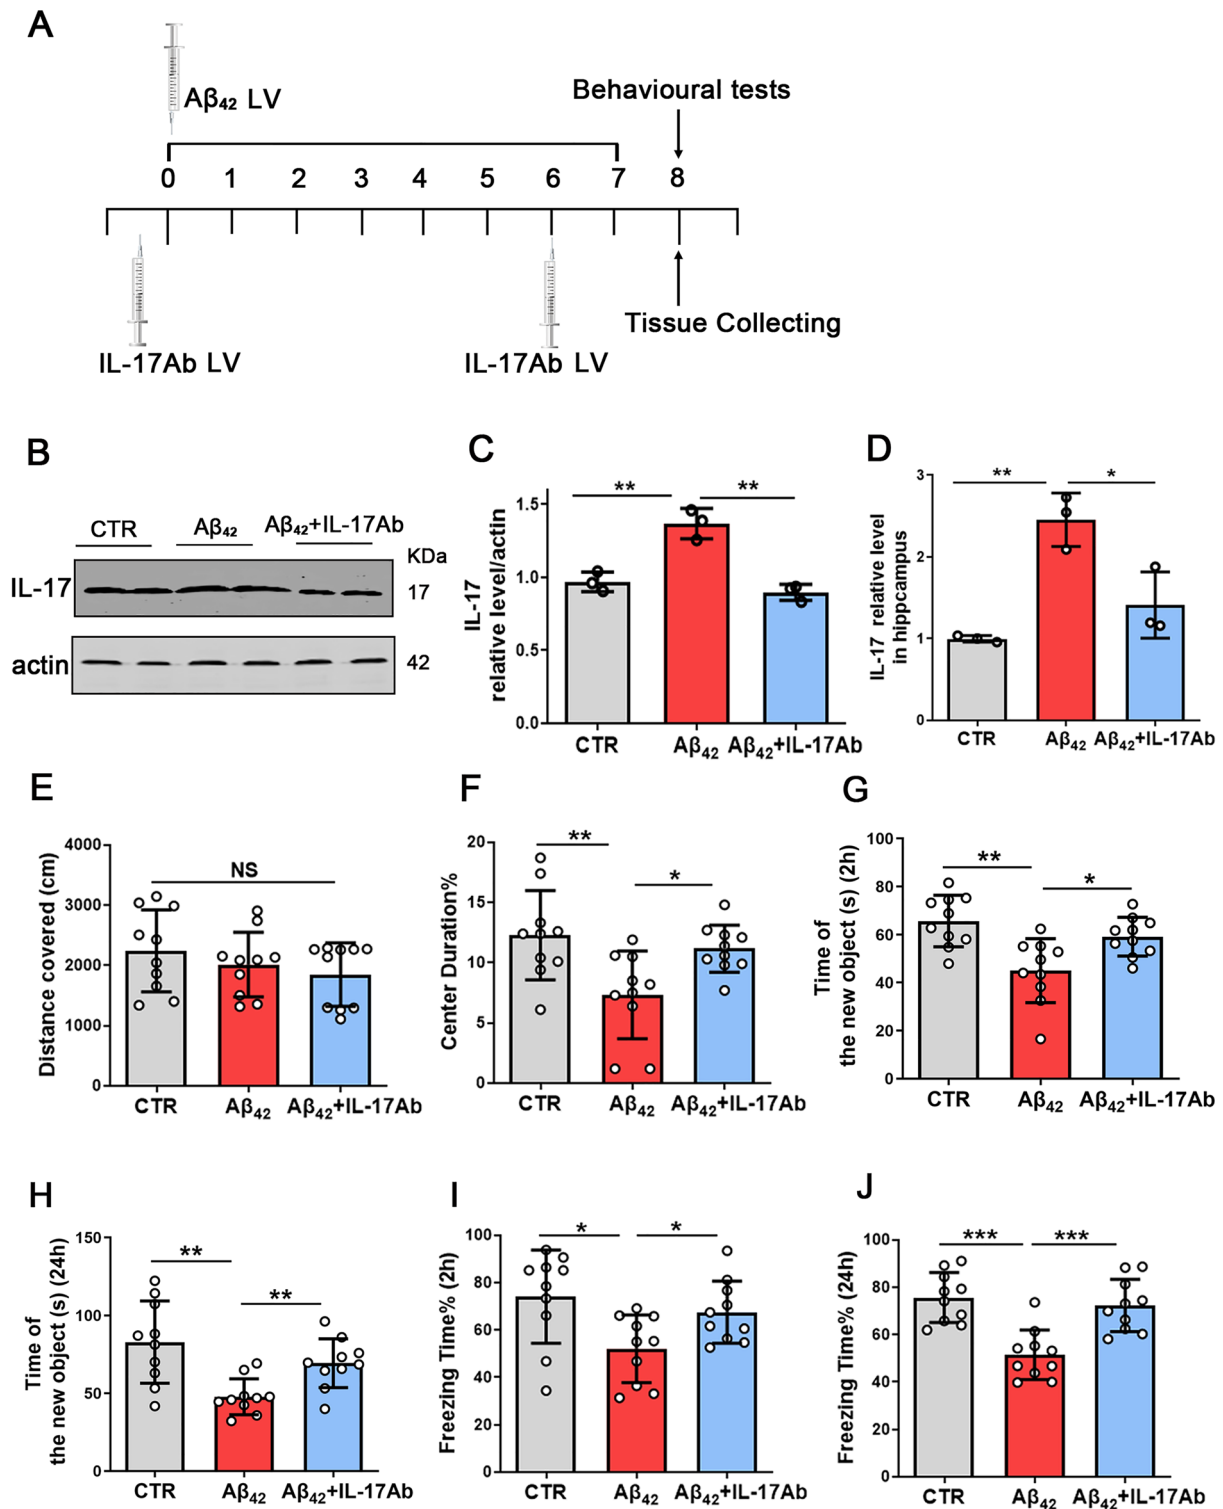 A
Aβ₄₂ LV
Behavioural tests
0 1 2 3 4 5 6 7 8
IL-17Ab LV
IL-17Ab LV
Tissue Collecting
B
CTR
Aβ₄₂
Aβ₄₂+IL-17Ab
KDa
IL-17
17
actin
42
C
IL-17
relative level/actin
1.5
1.0
0.5
0.0
**
**
CTR
Aβ₄₂
Aβ₄₂+IL-17Ab
D
IL-17 relative level
in hippcampus
3
2
1
0
**
*
CTR
Aβ₄₂
Aβ₄₂+IL-17Ab
E
Distance covered (cm)
4000
3000
2000
1000
0
NS
CTR
Aβ₄₂
Aβ₄₂+IL-17Ab
F
Center Duration%
20
15
10
5
0
**
*
CTR
Aβ₄₂
Aβ₄₂+IL-17Ab
G
Time of
the new object (s) (2h)
100
80
60
40
20
0
**
*
CTR
Aβ₄₂
Aβ₄₂+IL-17Ab
H
Time of
the new object (s) (24h)
150
100
50
0
**
**
CTR
Aβ₄₂
Aβ₄₂+IL-17Ab
I
Freezing Time% (2h)
100
80
60
40
20
0
*
*
CTR
Aβ₄₂
Aβ₄₂+IL-17Ab
J
Freezing Time% (24h)
100
80
60
40
20
0
***
***
CTR
Aβ₄₂
Aβ₄₂+IL-17Ab